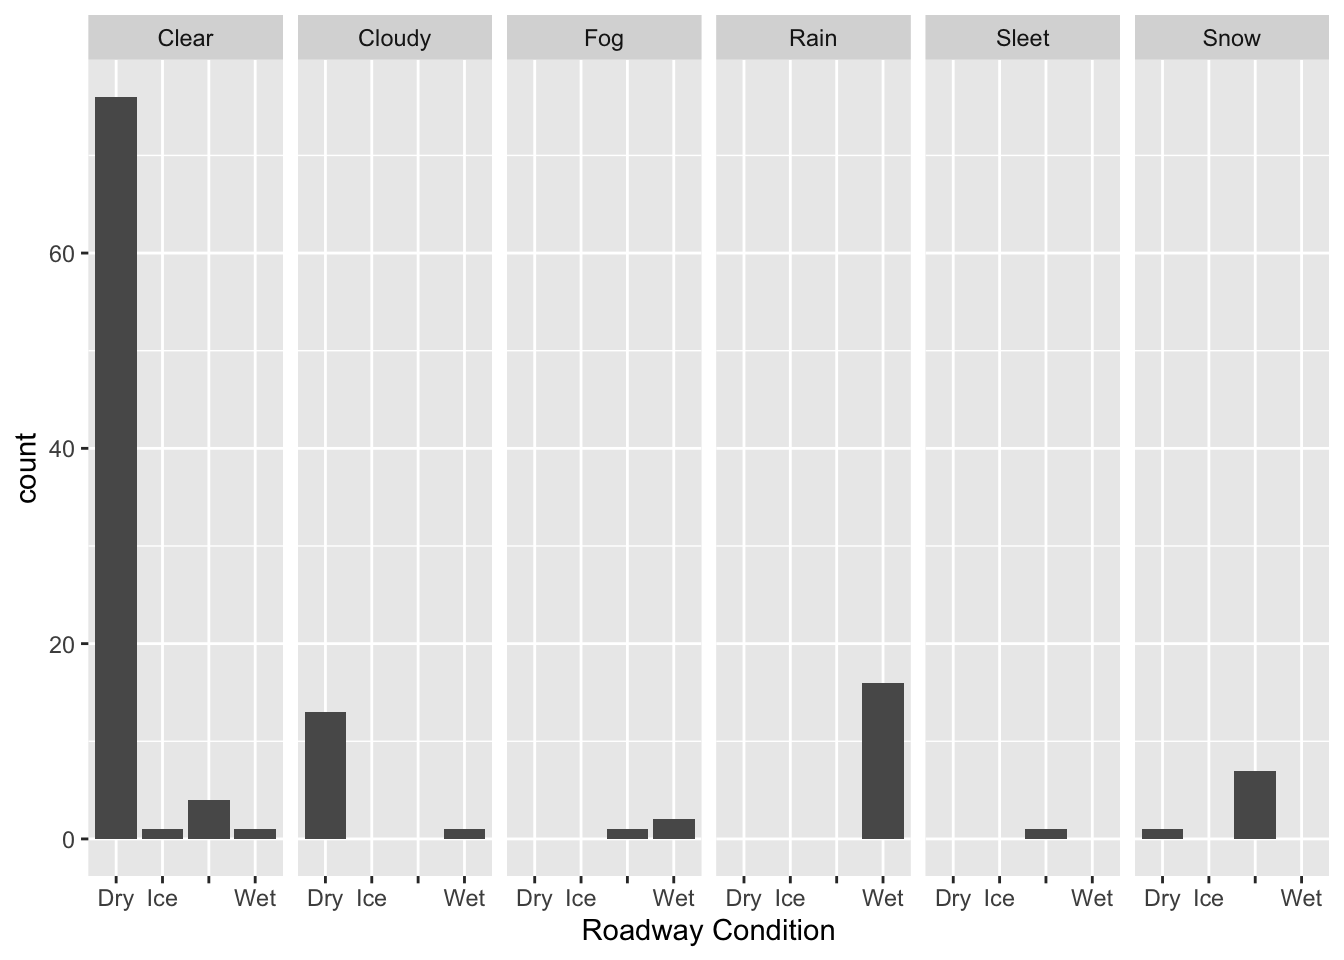 Clear Cloudy Fog Rain Sleet Snow
60
40
20
0
count
Dry Ice Wet Dry Ice Wet Dry Ice Wet Dry Ice Wet Dry Ice Wet Dry Ice Wet
Roadway Condition